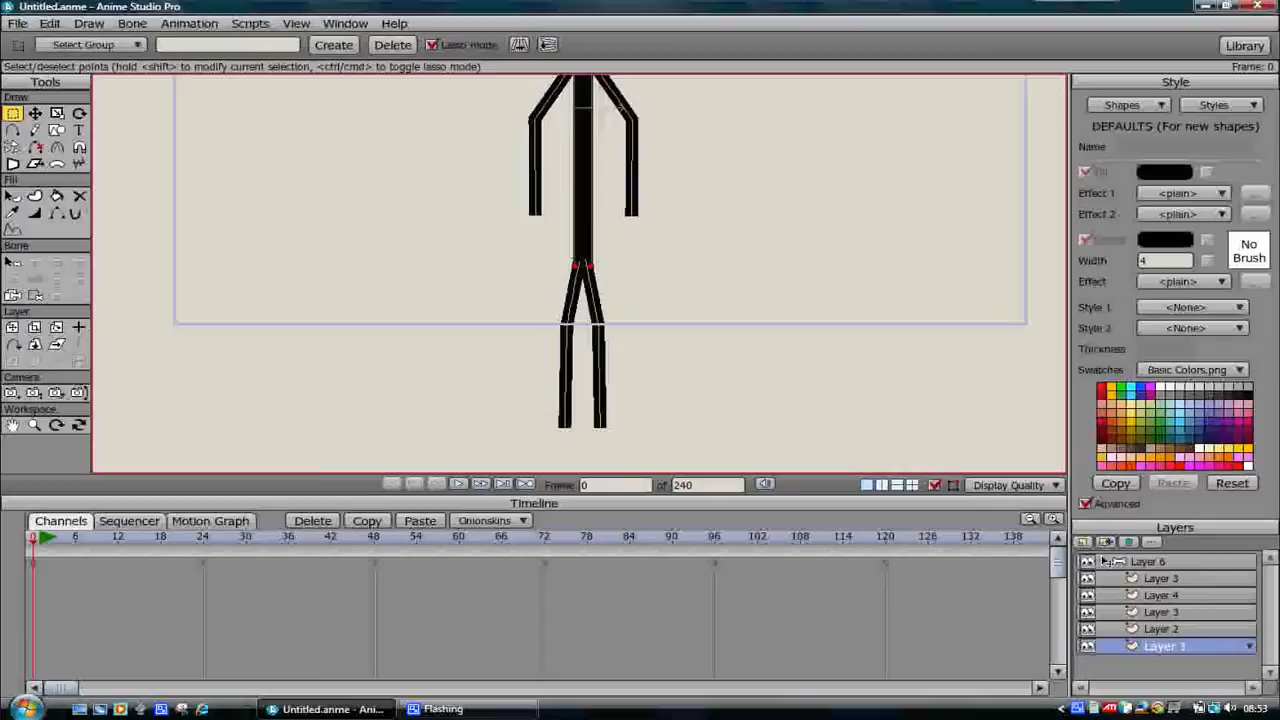 Untitled.anme - Anime Studio Pro
File Edit Draw Bone Animation Scripts View Window Help
Select Group Create Delete Lasso mode Library
Select/deselect points (hold <shift> to modify current selection, <ctrl/cmd> to toggle lasso mode) Frame: 0
Tools Style
Draw
Shapes Styles
DEFAULTS (For new shapes)
Name
Fill
Fill
Effect 1 <plain>
Effect 2 <plain>
Bone
Width 4
No Brush
Effect <plain>
Layer
Style 1 <None>
Style 2 <None>
Thickness
Camera
Swatches Basic Colors.png
Workspace
Frame 0 of 240 Display Quality
Copy Paste Reset
Advanced
Timeline
Channels Sequencer Motion Graph Delete Copy Paste Onionskins
0 6 12 18 24 30 36 42 48 54 60 66 72 78 84 90 96 102 108 114 120 126 132 138
Layers
Layer 6
Layer 3
Layer 4
Layer 3
Layer 2
Layer 1
Untitled.anme - Ani... Flashing 08:53